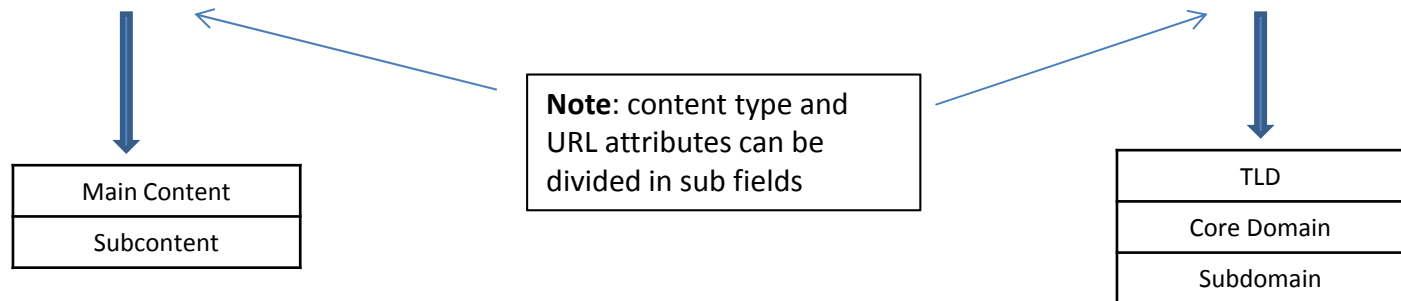 Note: content type and
URL attributes can be
divided in sub fields
Main Content
Subcontent
TLD
Core Domain
Subdomain